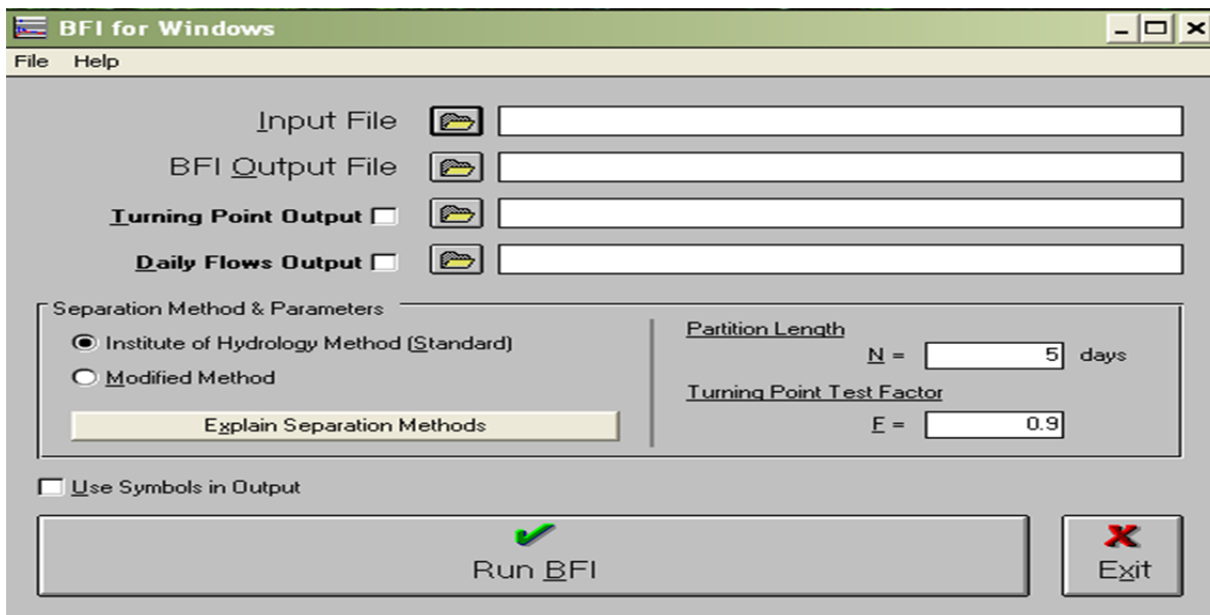 BFI for Windows
File Help
Input File
BFI Output File
Turning Point Output
Daily Flows Output
Separation Method & Parameters
Institute of Hydrology Method (Standard)
Modified Method
Explain Separation Methods
Partition Length
N = 5 days
Turning Point Test Factor
F = 0.9
Use Symbols in Output
Run BFI
Exit